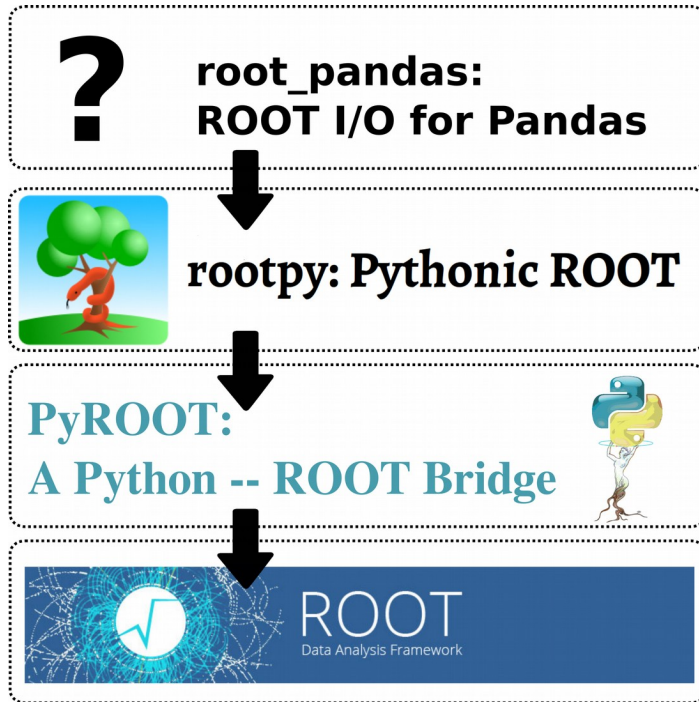 ?
root_pandas:
ROOT I/O for Pandas
rootpy: Pythonic ROOT
PyROOT:
A Python -- ROOT Bridge
ROOT
Data Analysis Framework